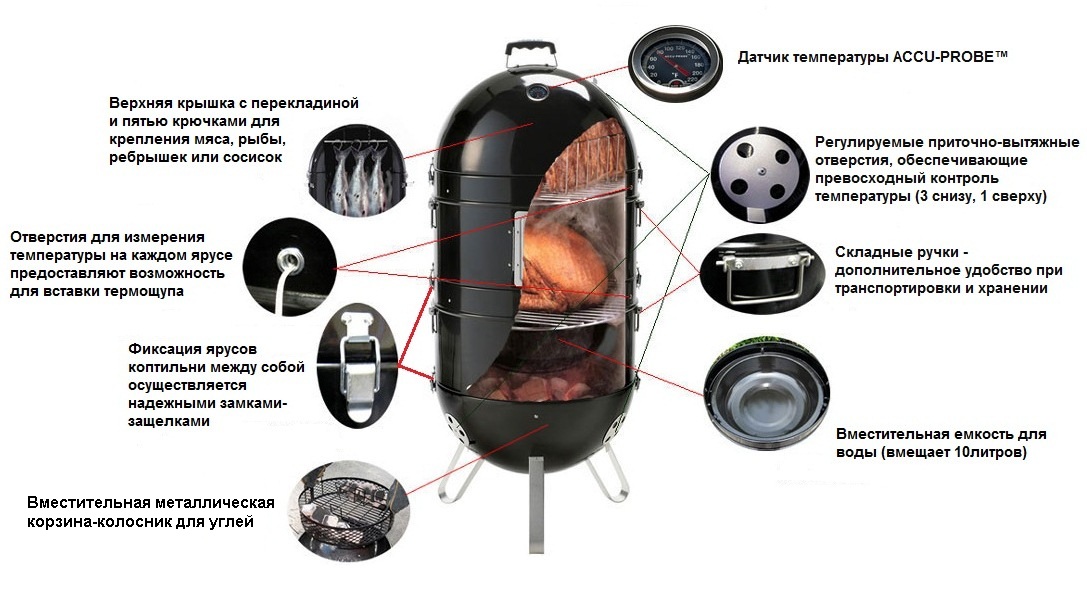 Датчик температуры ACCU-PROBE™
Верхняя крышка с перекладиной
и пятью крючками для
крепления мяса, рыбы,
ребрышек или сосисок
Регулируемые приточно-вытяжные
отверстия, обеспечивающие
превосходный контроль
температуры (3 снизу, 1 сверху)
Отверстия для измерения
температуры на каждом ярусе
предоставляют возможность
для вставки термощупа
Складные ручки -
дополнительное удобство при
транспортировки и хранении
Фиксация ярусов
коптильни между собой
осуществляется
надежными замками-
защелками
Вместительная емкость для
воды (вмещает 10литров)
Вместительная металлическая
корзина-колосник для углей